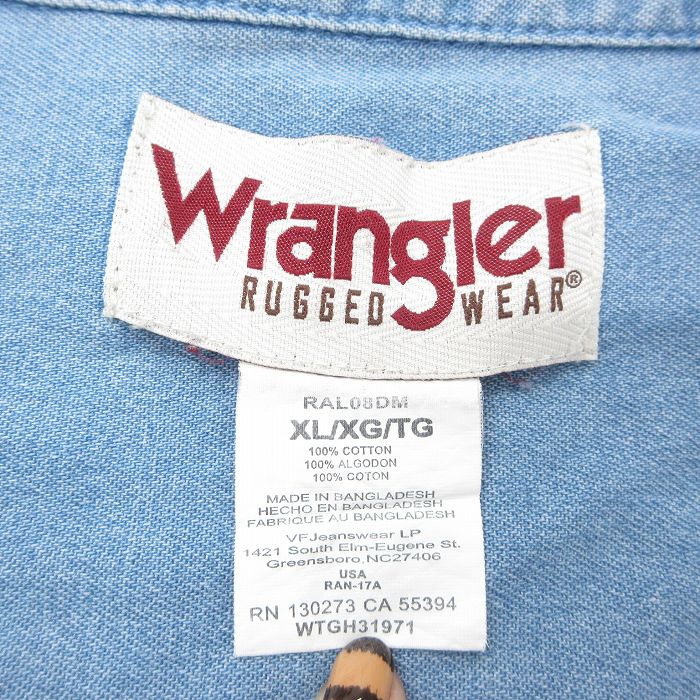 Wrangler
RUGGED WEAR®
RAL08DM
XL/XG/TG
100% COTTON
100% ALGODON
100% COTON
MADE IN BANGLADESH
HECHO EN BANGLADESH
FABRIQUE AU BANGLADESH
VFJeanswear LP
1421 South Elm-Eugene St.
Greensboro,NC27406
USA
RAN-17A
RN 130273 CA 55394
WTGH31971